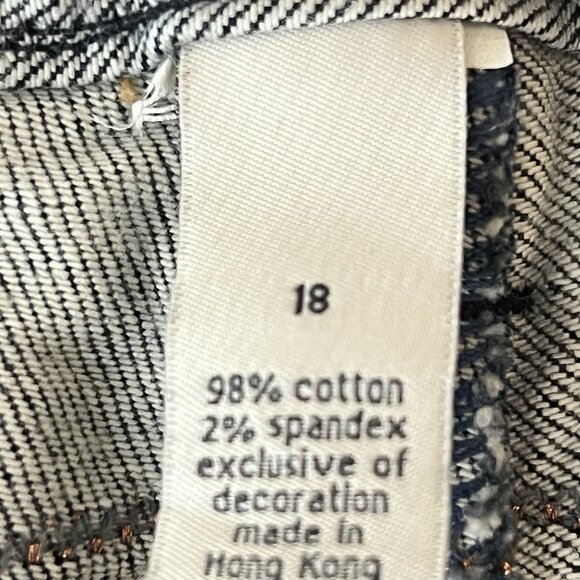 18
98% cotton
2% spandex
exclusive of
decoration
made in
Hong Kong